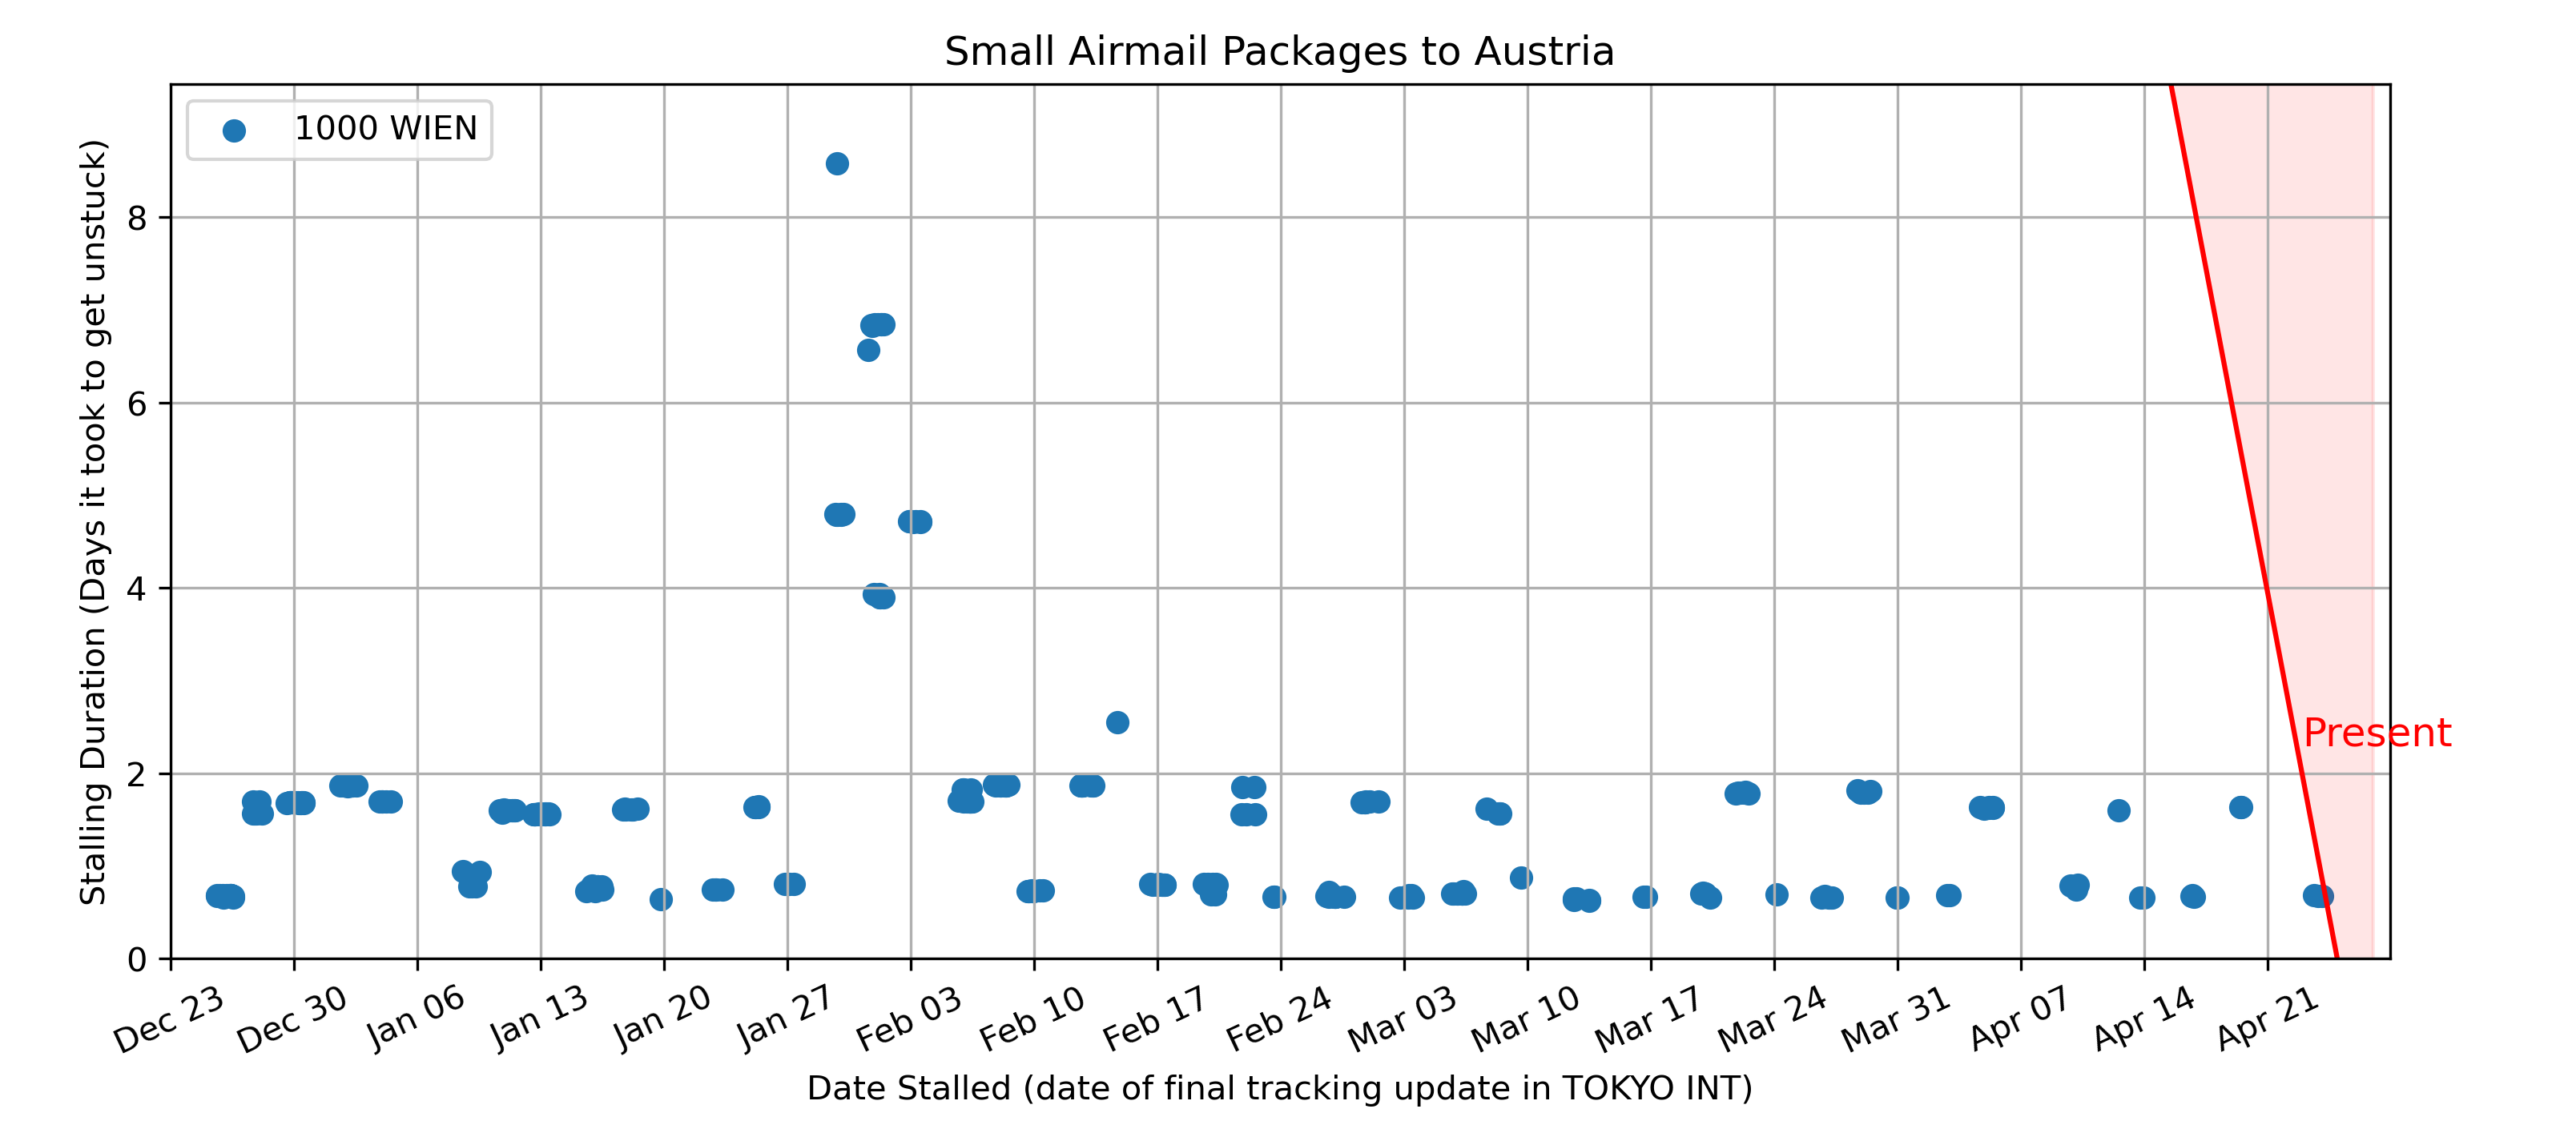 Small Airmail Packages to Austria
1000 WIEN
Stalling Duration (Days it took to get unstuck)
8
6
4
2
0
Present
Dec 23
Dec 30
Jan 06
Jan 13
Jan 20
Jan 27
Feb 03
Feb 10
Feb 17
Feb 24
Mar 03
Mar 10
Mar 17
Mar 24
Mar 31
Apr 07
Apr 14
Apr 21
Date Stalled (date of final tracking update in TOKYO INT)